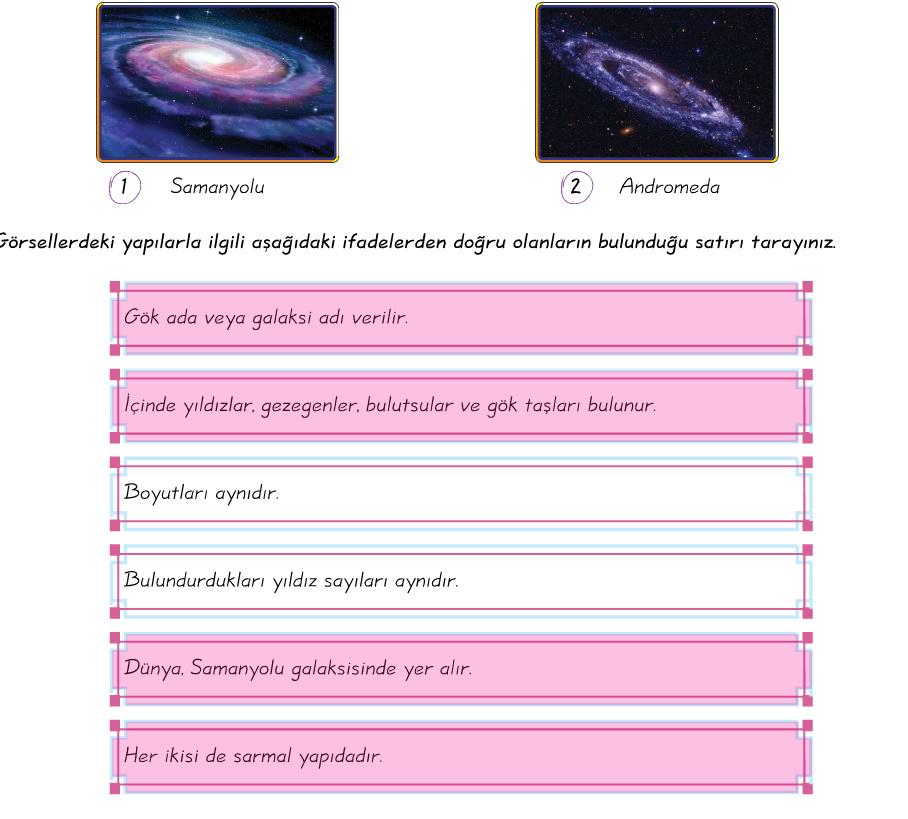 1 Samanyolu
2 Andromeda
Görsellerdeki yapılarla ilgili aşağıdaki ifadelerden doğru olanların bulunduğu satırı tarayınız.
Gök ada veya galaksi adı verilir.
İçinde yıldızlar, gezegenler, bulutsular ve gök taşları bulunur.
Boyutları aynıdır.
Bulundurdukları yıldız sayıları aynıdır.
Dünya, Samanyolu galaksisinde yer alır.
Her ikisi de sarmal yapıdadır.